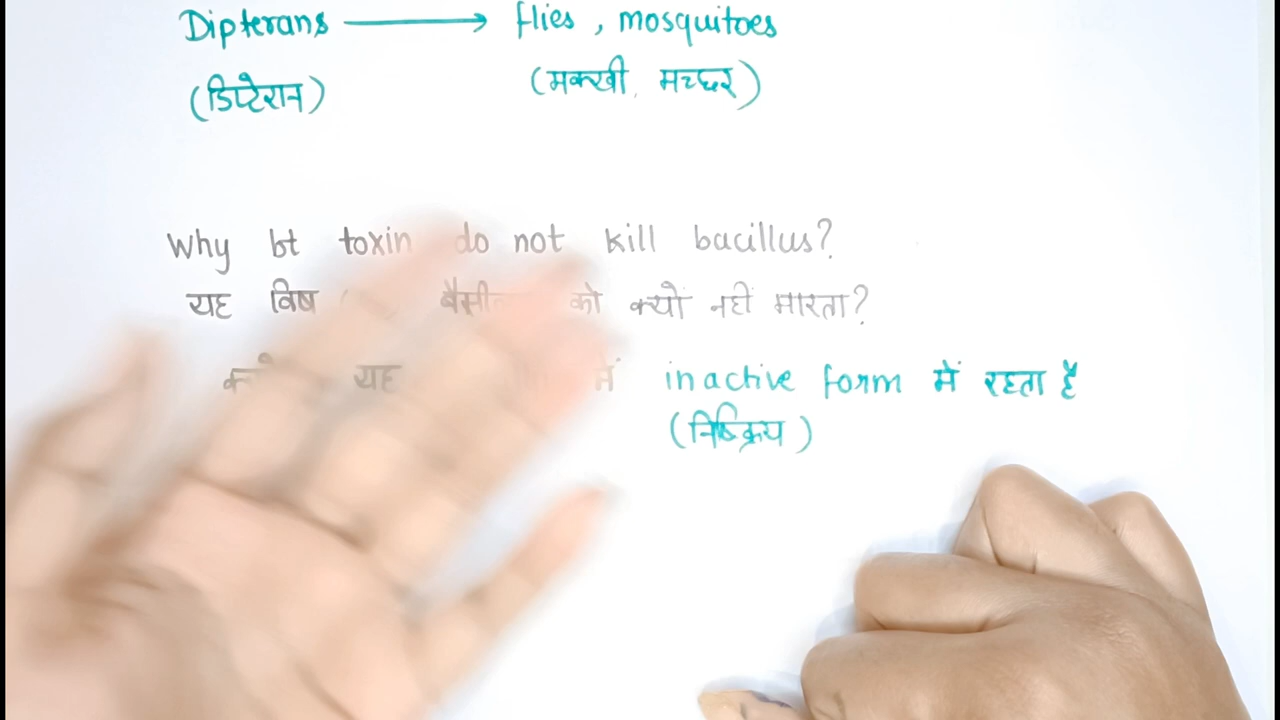 Dipterans → flies, mosquitoes
(डिप्टेरान) (मक्खी, मच्छर)
Why bt toxin do not kill bacillus?
यह विष को क्यों नहीं मारता?
यह में inactive form में रहता है
(निष्क्रिय)